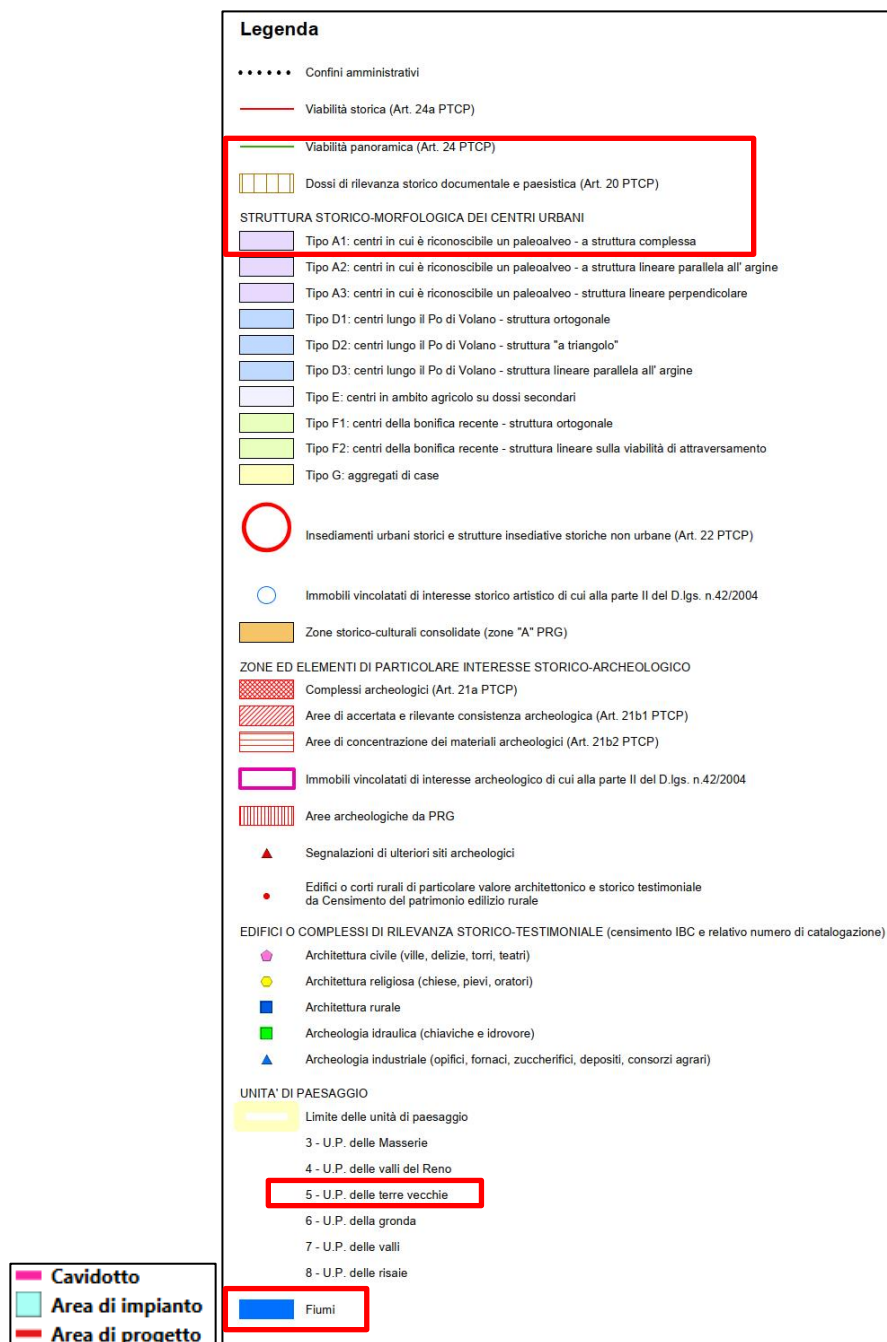 Legenda
Confini amministrativi
Viabilità storica (Art. 24a PTCP)
Viabilità panoramica (Art. 24 PTCP)
Dossi di rilevanza storico documentale e paesistica (Art. 20 PTCP)
STRUTTURA STORICO-MORFOLOGICA DEI CENTRI URBANI
Tipo A1: centri in cui è riconoscibile un paleoalveo - a struttura complessa
Tipo A2: centri in cui è riconoscibile un paleoalveo - a struttura lineare parallela all' argine
Tipo A3: centri in cui è riconoscibile un paleoalveo - struttura lineare perpendicolare
Tipo D1: centri lungo il Po di Volano - struttura ortogonale
Tipo D2: centri lungo il Po di Volano - struttura "a triangolo"
Tipo D3: centri lungo il Po di Volano - struttura lineare parallela all' argine
Tipo E: centri in ambito agricolo su dossi secondari
Tipo F1: centri della bonifica recente - struttura ortogonale
Tipo F2: centri della bonifica recente - struttura lineare sulla viabilità di attraversamento
Tipo G: aggregati di case
Insediamenti urbani storici e strutture insediative storiche non urbane (Art. 22 PTCP)
Immobili vincolatati di interesse storico artistico di cui alla parte II del D.lgs. n.42/2004
Zone storico-culturali consolidate (zone "A" PRG)
ZONE ED ELEMENTI DI PARTICOLARE INTERESSE STORICO-ARCHEOLOGICO
Complessi archeologici (Art. 21a PTCP)
Aree di accertata e rilevante consistenza archeologica (Art. 21b1 PTCP)
Aree di concentrazione dei materiali archeologici (Art. 21b2 PTCP)
Immobili vincolatati di interesse archeologico di cui alla parte II del D.lgs. n.42/2004
Aree archeologiche da PRG
Segnalazioni di ulteriori siti archeologici
Edifici o corti rurali di particolare valore architettonico e storico testimoniale
da Censimento del patrimonio edilizio rurale
EDIFICI O COMPLESSI DI RILEVANZA STORICO-TESTIMONIALE (censimento IBC e relativo numero di catalogazione)
Architettura civile (ville, delizie, torri, teatri)
Architettura religiosa (chiese, pievi, oratori)
Architettura rurale
Archeologia idraulica (chiaviche e idrovore)
Archeologia industriale (opifici, fornaci, zuccherifici, depositi, consorzi agrari)
UNITA' DI PAESAGGIO
Limite delle unità di paesaggio
3 - U.P. delle Masserie
4 - U.P. delle valli del Reno
5 - U.P. delle terre vecchie
6 - U.P. della gronda
7 - U.P. delle valli
8 - U.P. delle risaie
Fiumi
Cavidotto
Area di impianto
Area di progetto